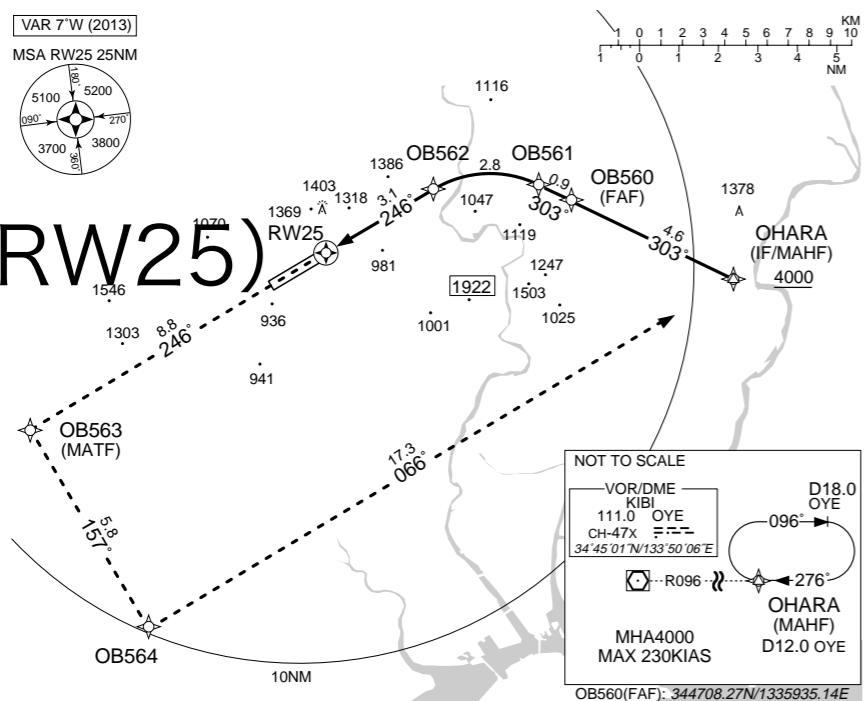 VAR 7°W (2013)
MSA RW25 25NM
180°
5100
5200
090°
270°
3700
3800
360°
KM
1 0 1 2 3 4 5 6 7 8 9 10
1 0 1 2 3 4 5
NM
1116
OB562
2.8
OB561
0.9
303°
OB560
(FAF)
1386
1403
1369
1318
3.1
246°
1047
1119
1378
4.6
303°
OHARA
(IF/MAHF)
4000
1070
RW25)
RW25
981
1247
1503
1922
1025
1546
936
1001
1303
8.8
246°
941
OB563
(MATF)
17.3
066°
5.8
157°
OB564
10NM
NOT TO SCALE
VOR/DME
KIBI
111.0 OYE
CH-47X
34°45´01˝N/133°50´06˝E
D18.0
OYE
096°
R096
276°
OHARA
(MAHF)
D12.0 OYE
MHA4000
MAX 230KIAS
OB560(FAF): 344708.27N/1335935.14E